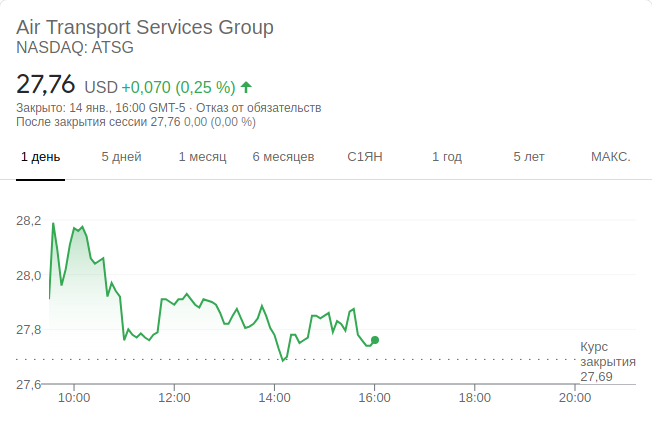 Air Transport Services Group
NASDAQ: ATSG
27,76 USD +0,070 (0,25 %)
Закрыто: 14 янв., 16:00 GMT-5 · Отказ от обязательств
После закрытия сессии 27,76 0,00 (0,00 %)
1 день 5 дней 1 месяц 6 месяцев С1ЯН 1 год 5 лет МАКС.
28,2
28,0
27,8
Курс
закрытия
27,69
27,6
10:00 12:00 14:00 16:00 18:00 20:00